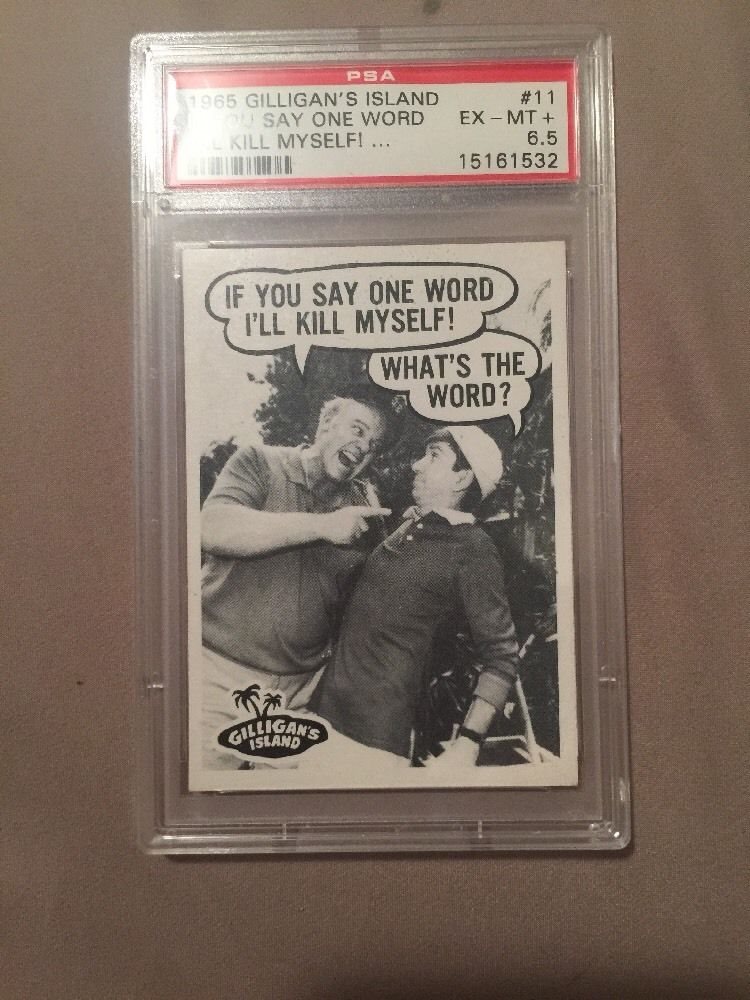 PSA
1965 GILLIGAN'S ISLAND #11
YOU SAY ONE WORD EX - MT +
KILL MYSELF! ... 6.5
15161532
IF YOU SAY ONE WORD
I'LL KILL MYSELF!
WHAT'S THE
WORD?
GILLIGAN'S
ISLAND